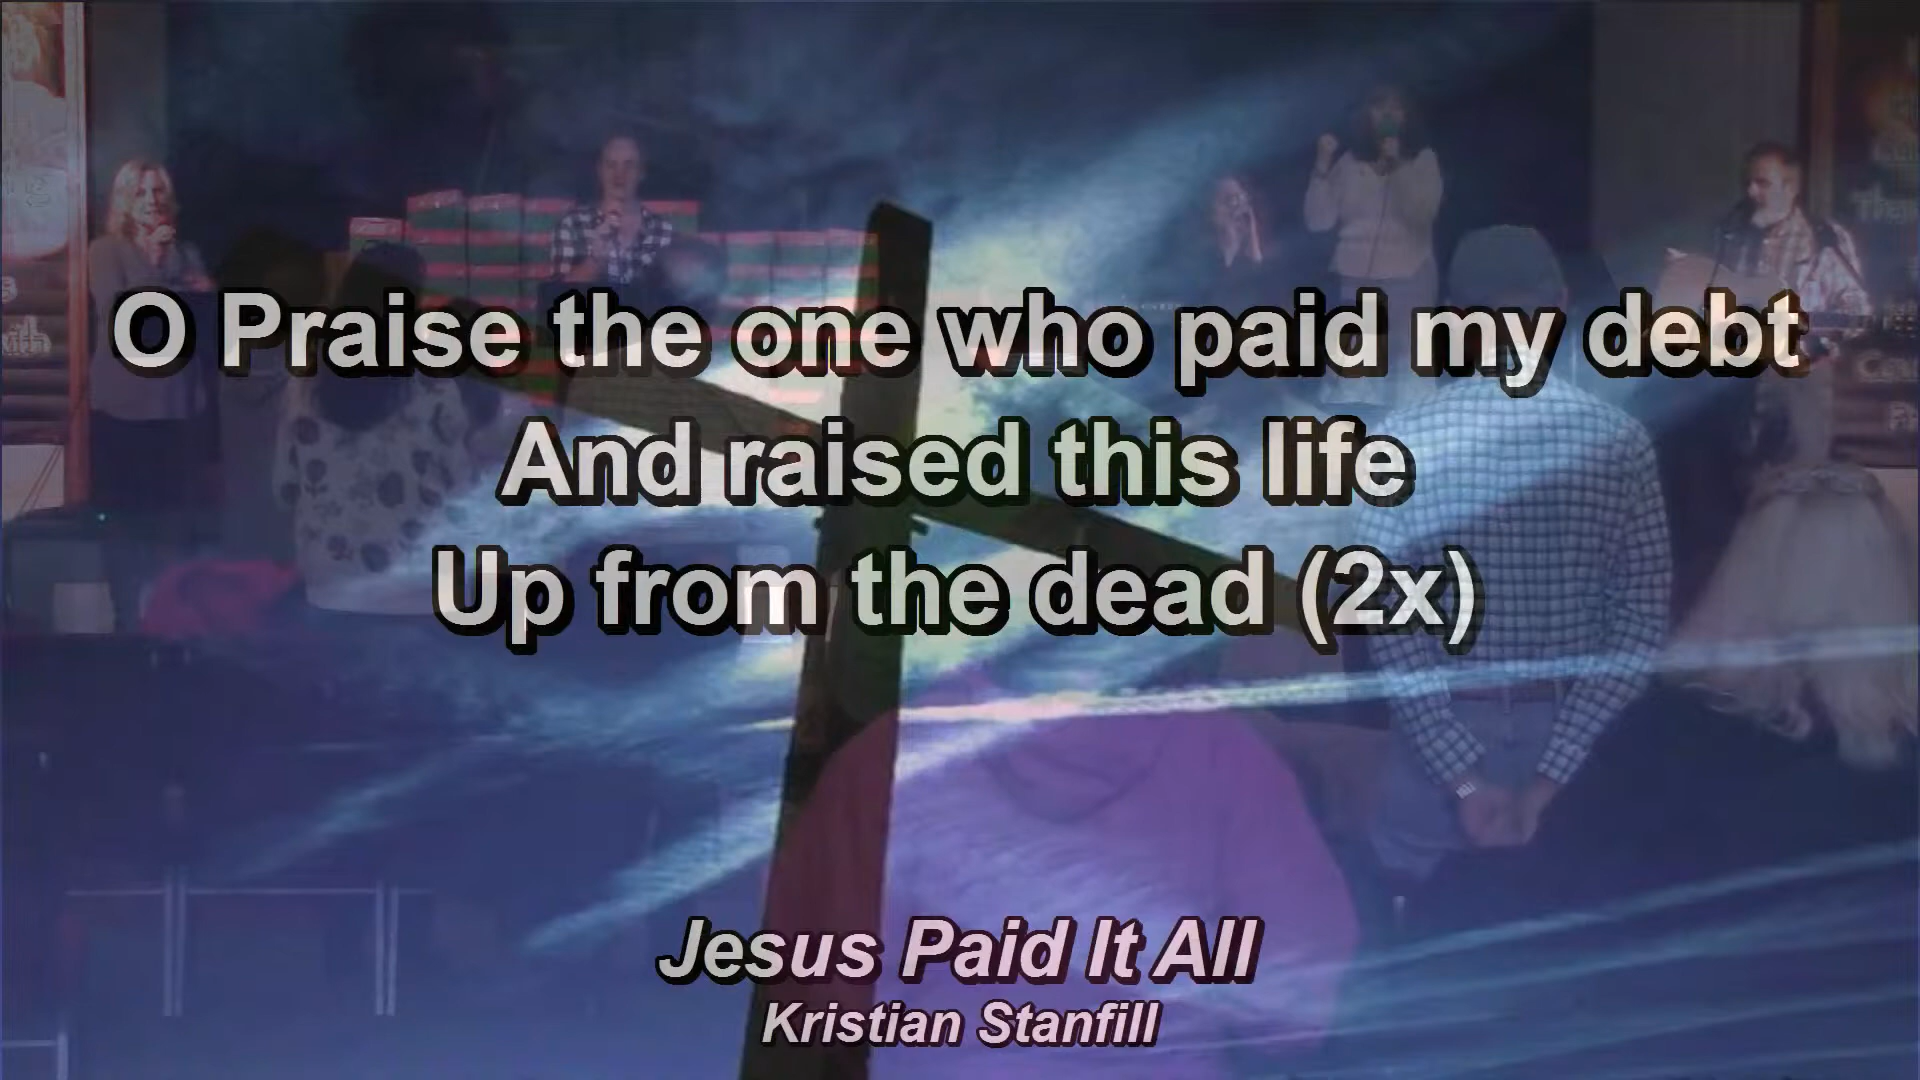 O Praise the one who paid my debt
And raised this life
Up from the dead (2x)
Jesus Paid It All
Kristian Stanfill